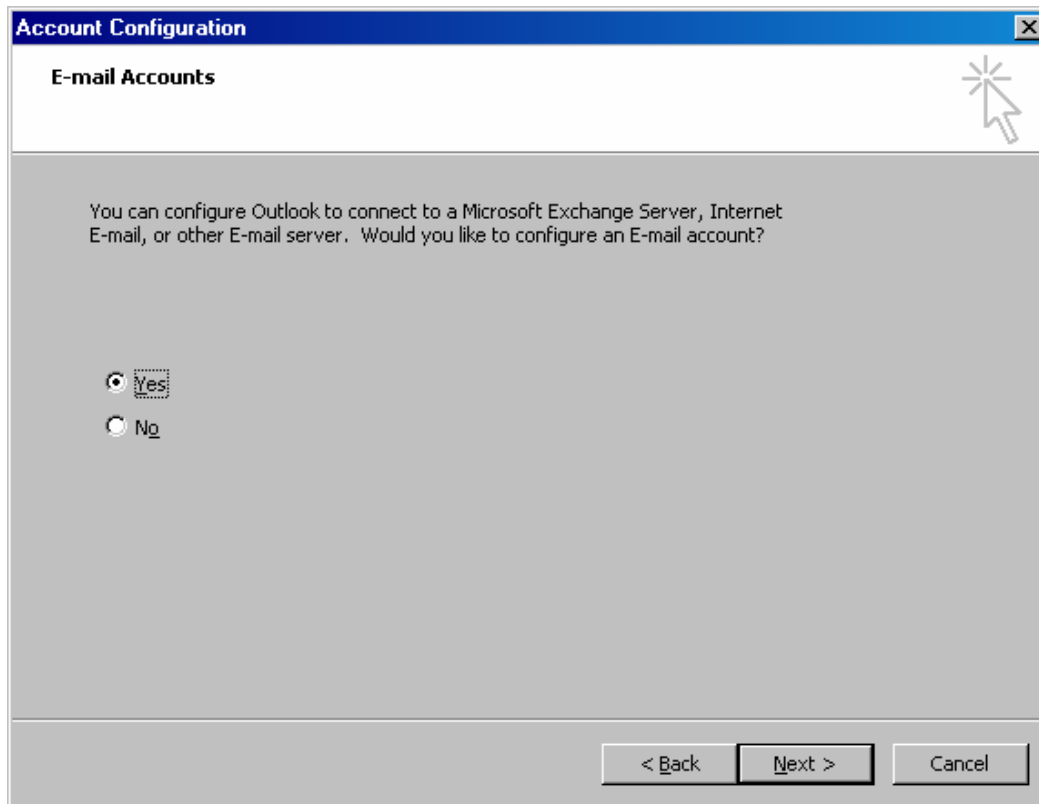 Account Configuration
E-mail Accounts
You can configure Outlook to connect to a Microsoft Exchange Server, Internet
E-mail, or other E-mail server.  Would you like to configure an E-mail account?
Yes
No
< Back
Next >
Cancel